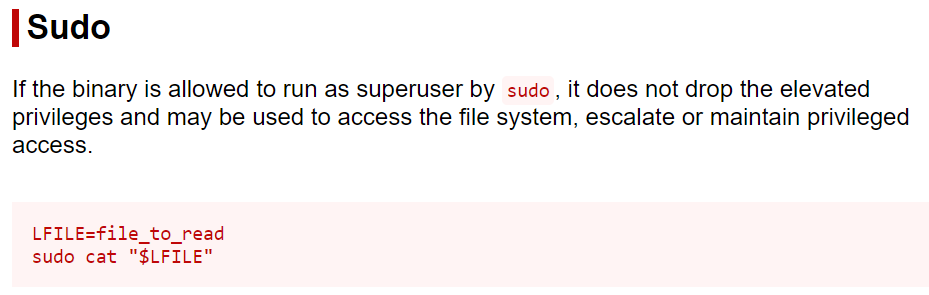 Sudo
If the binary is allowed to run as superuser by sudo, it does not drop the elevated
privileges and may be used to access the file system, escalate or maintain privileged
access.
LFILE=file_to_read
sudo cat "$LFILE"